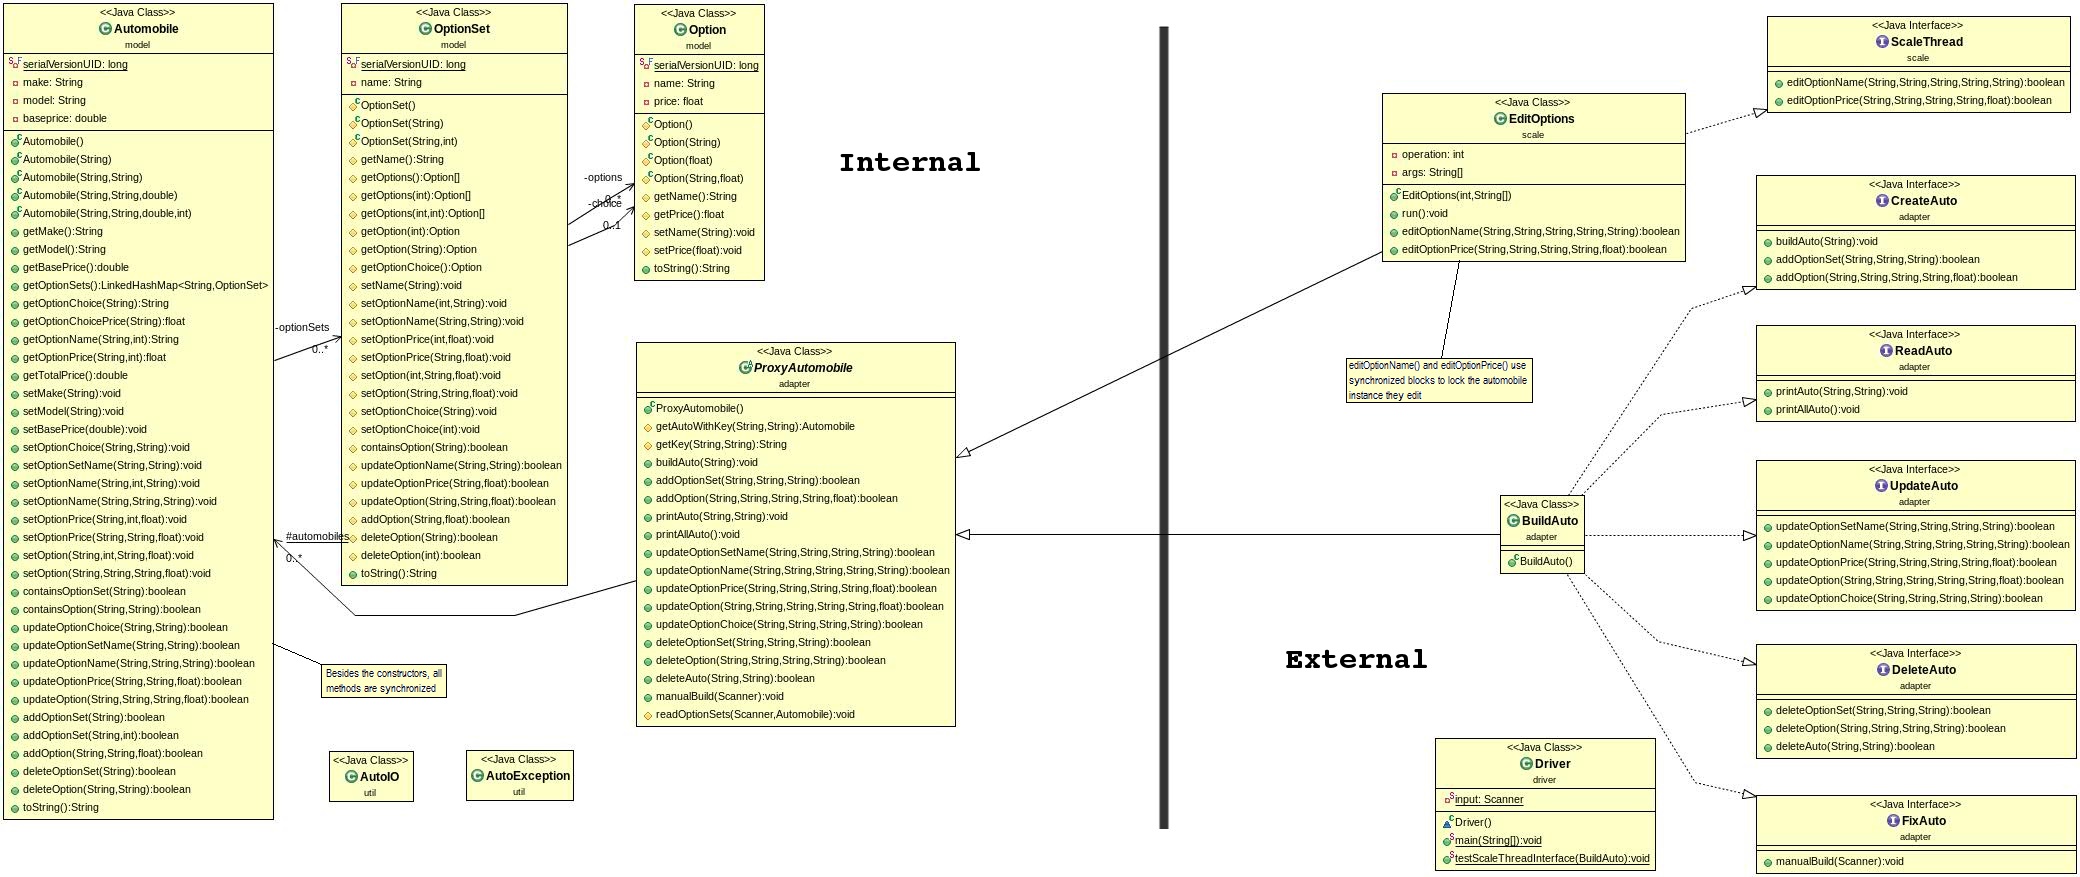 <<Java Class>>
Automobile
model
serialVersionUID: long
make: String
model: String
baseprice: double
Automobile()
Automobile(String)
Automobile(String,String)
Automobile(String,String,double)
Automobile(String,String,double,int)
getMake():String
getModel():String
getBasePrice():double
getOptionSets():LinkedHashMap<String,OptionSet>
getOptionChoice(String):String
getOptionChoicePrice(String):float
getOptionName(String,int):String
getOptionPrice(String,int):float
getTotalPrice():double
setMake(String):void
setModel(String):void
setBasePrice(double):void
setOptionChoice(String,String):void
setOptionSetName(String,String):void
setOptionName(String,int,String):void
setOptionName(String,String,String):void
setOptionPrice(String,int,float):void
setOptionPrice(String,String,float):void
setOption(String,int,String,float):void
setOption(String,String,String,float):void
containsOptionSet(String):boolean
containsOption(String,String):boolean
updateOptionChoice(String,String):boolean
updateOptionSetName(String,String):boolean
updateOptionName(String,String,String):boolean
updateOptionPrice(String,String,float):boolean
updateOption(String,String,String,float):boolean
addOptionSet(String):boolean
addOptionSet(String,int):boolean
addOption(String,String,float):boolean
deleteOptionSet(String):boolean
deleteOption(String,String):boolean
toString():String
-optionSets
0..*
#automobiles
0..*
Besides the constructors, all
methods are synchronized
<<Java Class>>
AutoIO
util
<<Java Class>>
AutoException
util
<<Java Class>>
OptionSet
model
serialVersionUID: long
name: String
OptionSet()
OptionSet(String)
OptionSet(String,int)
getName():String
getOptions():Option[]
getOptions(int):Option[]
getOptions(int,int):Option[]
getOption(int):Option
getOption(String):Option
getOptionChoice():Option
setName(String):void
setOptionName(int,String):void
setOptionName(String,String):void
setOptionPrice(int,float):void
setOptionPrice(String,float):void
setOption(int,String,float):void
setOption(String,String,float):void
setOptionChoice(String):void
setOptionChoice(int):void
containsOption(String):boolean
updateOptionName(String,String):boolean
updateOptionPrice(String,float):boolean
updateOption(String,String,float):boolean
addOption(String,float):boolean
deleteOption(String):boolean
deleteOption(int):boolean
toString():String
-options
0..*
-choice
0..1
<<Java Class>>
Option
model
serialVersionUID: long
name: String
price: float
Option()
Option(String)
Option(float)
Option(String,float)
getName():String
getPrice():float
setName(String):void
setPrice(float):void
toString():String
Internal
<<Java Class>>
ProxyAutomobile
adapter
ProxyAutomobile()
getAutoWithKey(String,String):Automobile
getKey(String,String):String
buildAuto(String):void
addOptionSet(String,String,String):boolean
addOption(String,String,String,String,float):boolean
printAuto(String,String):void
printAllAuto():void
updateOptionSetName(String,String,String,String):boolean
updateOptionName(String,String,String,String,String):boolean
updateOptionPrice(String,String,String,String,float):boolean
updateOption(String,String,String,String,String,float):boolean
updateOptionChoice(String,String,String,String):boolean
deleteOptionSet(String,String,String):boolean
deleteOption(String,String,String,String):boolean
deleteAuto(String,String):boolean
manualBuild(Scanner):void
readOptionSets(Scanner,Automobile):void
<<Java Class>>
EditOptions
scale
operation: int
args: String[]
EditOptions(int,String[])
run():void
editOptionName(String,String,String,String,String):boolean
editOptionPrice(String,String,String,String,float):boolean
editOptionName() and editOptionPrice() use
synchronized blocks to lock the automobile
instance they edit
<<Java Class>>
BuildAuto
adapter
BuildAuto()
External
<<Java Class>>
Driver
driver
input: Scanner
Driver()
main(String[]):void
testScaleThreadInterface(BuildAuto):void
<<Java Interface>>
ScaleThread
scale
editOptionName(String,String,String,String,String):boolean
editOptionPrice(String,String,String,String,float):boolean
<<Java Interface>>
CreateAuto
adapter
buildAuto(String):void
addOptionSet(String,String,String):boolean
addOption(String,String,String,String,float):boolean
<<Java Interface>>
ReadAuto
adapter
printAuto(String,String):void
printAllAuto():void
<<Java Interface>>
UpdateAuto
adapter
updateOptionSetName(String,String,String,String):boolean
updateOptionName(String,String,String,String,String):boolean
updateOptionPrice(String,String,String,String,float):boolean
updateOption(String,String,String,String,String,float):boolean
updateOptionChoice(String,String,String,String):boolean
<<Java Interface>>
DeleteAuto
adapter
deleteOptionSet(String,String,String):boolean
deleteOption(String,String,String,String):boolean
deleteAuto(String,String):boolean
<<Java Interface>>
FixAuto
adapter
manualBuild(Scanner):void